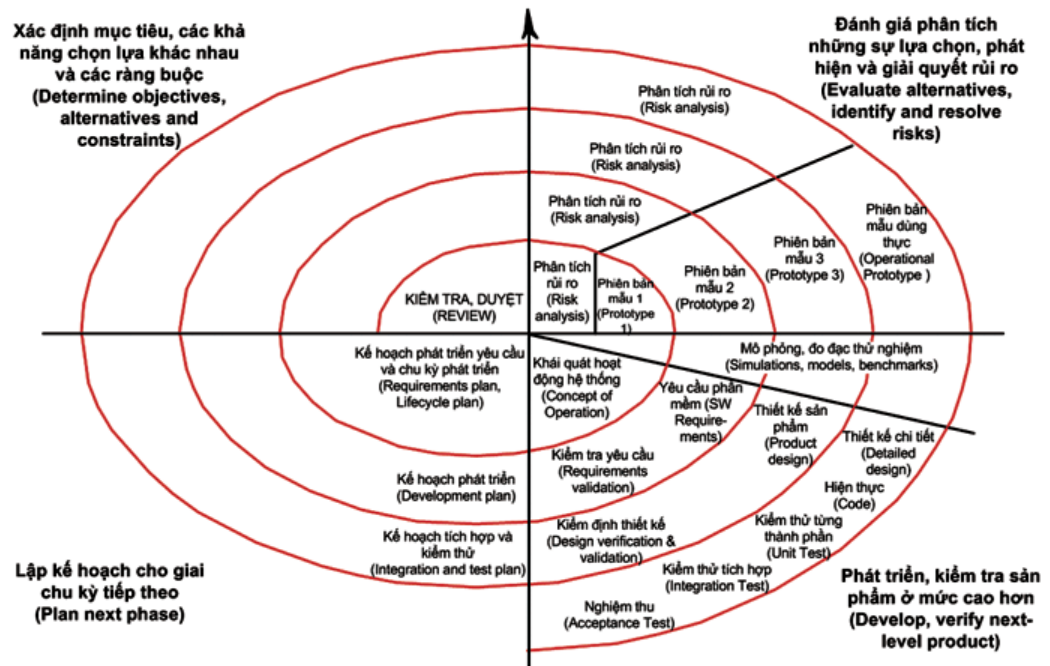 Xác định mục tiêu, các khả
năng chọn lựa khác nhau
và các ràng buộc
(Determine objectives,
alternatives and
constraints)
Đánh giá phân tích
những sự lựa chọn, phát
hiện và giải quyết rủi ro
(Evaluate alternatives,
identify and resolve
risks)
Phân tích rủi ro
(Risk analysis)
Phân tích rủi ro
(Risk analysis)
Phân tích rủi ro
(Risk analysis)
Phân tích
rủi ro
(Risk
analysis)
Phiên bản
mẫu 1
(Prototype
1)
Phiên bản
mẫu 2
(Prototype 2)
Phiên bản
mẫu 3
(Prototype 3)
Phiên bản
mẫu dùng
thực
(Operational
Prototype )
KIỂM TRA, DUYỆT
(REVIEW)
Kế hoạch phát triển yêu cầu
và chu kỳ phát triển
(Requirements plan,
Lifecycle plan)
Khái quát hoạt
động hệ thống
(Concept of
Operation)
Mô phỏng, đo đạc thử nghiệm
(Simulations, models, benchmarks)
Yêu cầu phần
mềm (SW
Require-
ments)
Thiết kế sản
phẩm
(Product
design)
Thiết kế chi tiết
(Detailed
design)
Kiểm tra yêu cầu
(Requirements
validation)
Kế hoạch phát triển
(Development plan)
Hiện thực
(Code)
Kiểm định thiết kế
(Design verification &
validation)
Kiểm thử từng
thành phần
(Unit Test)
Kế hoạch tích hợp và
kiểm thử
(Integration and test plan)
Kiểm thử tích hợp
(Integration Test)
Nghiệm thu
(Acceptance Test)
Lập kế hoạch cho giai
chu kỳ tiếp theo
(Plan next phase)
Phát triển, kiểm tra sản
phẩm ở mức cao hơn
(Develop, verify next-
level product)